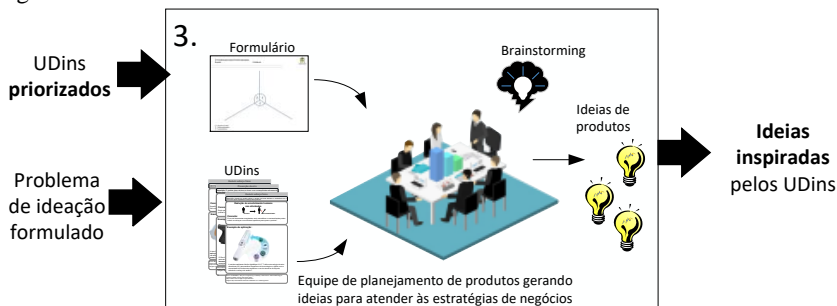 3.
UDins
priorizados
Problema
de ideação
formulado
Formulário
UDins
Brainstorming
Ideias de
produtos
Equipe de planejamento de produtos gerando
ideias para atender às estratégias de negócios
Ideias
inspiradas
pelos UDins